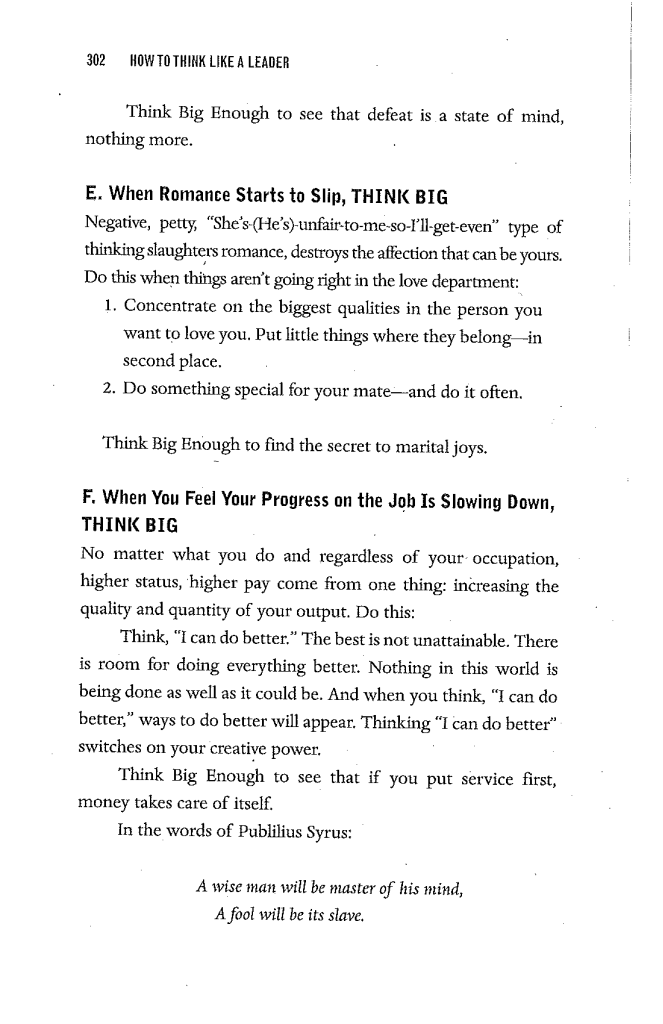 302 HOW TO THINK LIKE A LEADER
Think Big Enough to see that defeat is a state of mind,
nothing more.
E. When Romance Starts to Slip, THINK BIG
Negative, petty, “She’s-(He’s)-unfair-to-me-so-I’ll-get-even” type of
thinking slaughters romance, destroys the affection that can be yours.
Do this when things aren’t going right in the love department:
1. Concentrate on the biggest qualities in the person you
want to love you. Put little things where they belong—in
second place.
2. Do something special for your mate—and do it often.
Think Big Enough to find the secret to marital joys.
F. When You Feel Your Progress on the Job Is Slowing Down,
THINK BIG
No matter what you do and regardless of your occupation,
higher status, higher pay come from one thing: increasing the
quality and quantity of your output. Do this:
Think, “I can do better.” The best is not unattainable. There
is room for doing everything better. Nothing in this world is
being done as well as it could be. And when you think, “I can do
better,” ways to do better will appear. Thinking “I can do better”
switches on your creative power.
Think Big Enough to see that if you put service first,
money takes care of itself.
In the words of Publilius Syrus:
A wise man will be master of his mind,
A fool will be its slave.